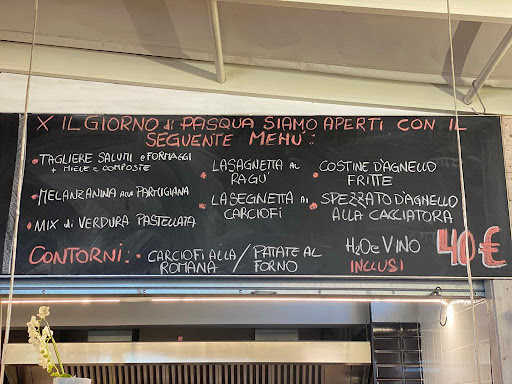 X IL GIORNO di PASQUA SIAMO APERTI CON IL
SEGUENTE MENU':
• TAGLIERE SALUMI e FORMAGGI
+ MIELE e COMPOSTE
• MELANZANINA alla PARMIGIANA
• MIX di VERDURA PASTELLATA
LASAGNETTA AL
• RAGU'
• LASEGNETTA AI
CARCIOFI
• COSTINE D'AGNELLO
FRITTE
• SPEZZATO D'AGNELLO
ALLA CACCIATORA
CONTORNI: • CARCIOFI ALLA
ROMANA / PATATE AL
FORNO
H2O e VINO
INCLUSI
40€